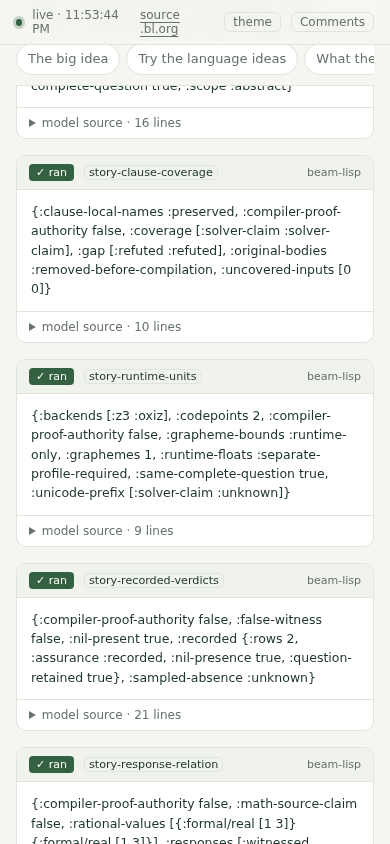 live · 11:53:44 PM
source .bl.org
theme
Comments
The big idea
Try the language ideas
What the
complete-question true, :scope :abstract}
model source · 16 lines
✓ ran story-clause-coverage beam-lisp
{:clause-local-names :preserved, :compiler-proof-
authority false, :coverage [:solver-claim :solver-
claim], :gap [:refuted :refuted], :original-bodies
:removed-before-compilation, :uncovered-inputs [0
0]}
model source · 10 lines
✓ ran story-runtime-units beam-lisp
{:backends [:z3 :oxiz], :codepoints 2, :compiler-
proof-authority false, :grapheme-bounds :runtime-
only, :graphemes 1, :runtime-floats :separate-
profile-required, :same-complete-question true,
:unicode-prefix [:solver-claim :unknown]}
model source · 9 lines
✓ ran story-recorded-verdicts beam-lisp
{:compiler-proof-authority false, :false-witness
false, :nil-present true, :recorded {:rows 2,
:assurance :recorded, :nil-presence true, :question-
retained true}, :sampled-absence :unknown}
model source · 21 lines
✓ ran story-response-relation beam-lisp
{:compiler-proof-authority false, :math-source-claim
false, :rational-values [{:formal/real [1 3]}
{:formal/real [1 3]}], :responses [:witnessed